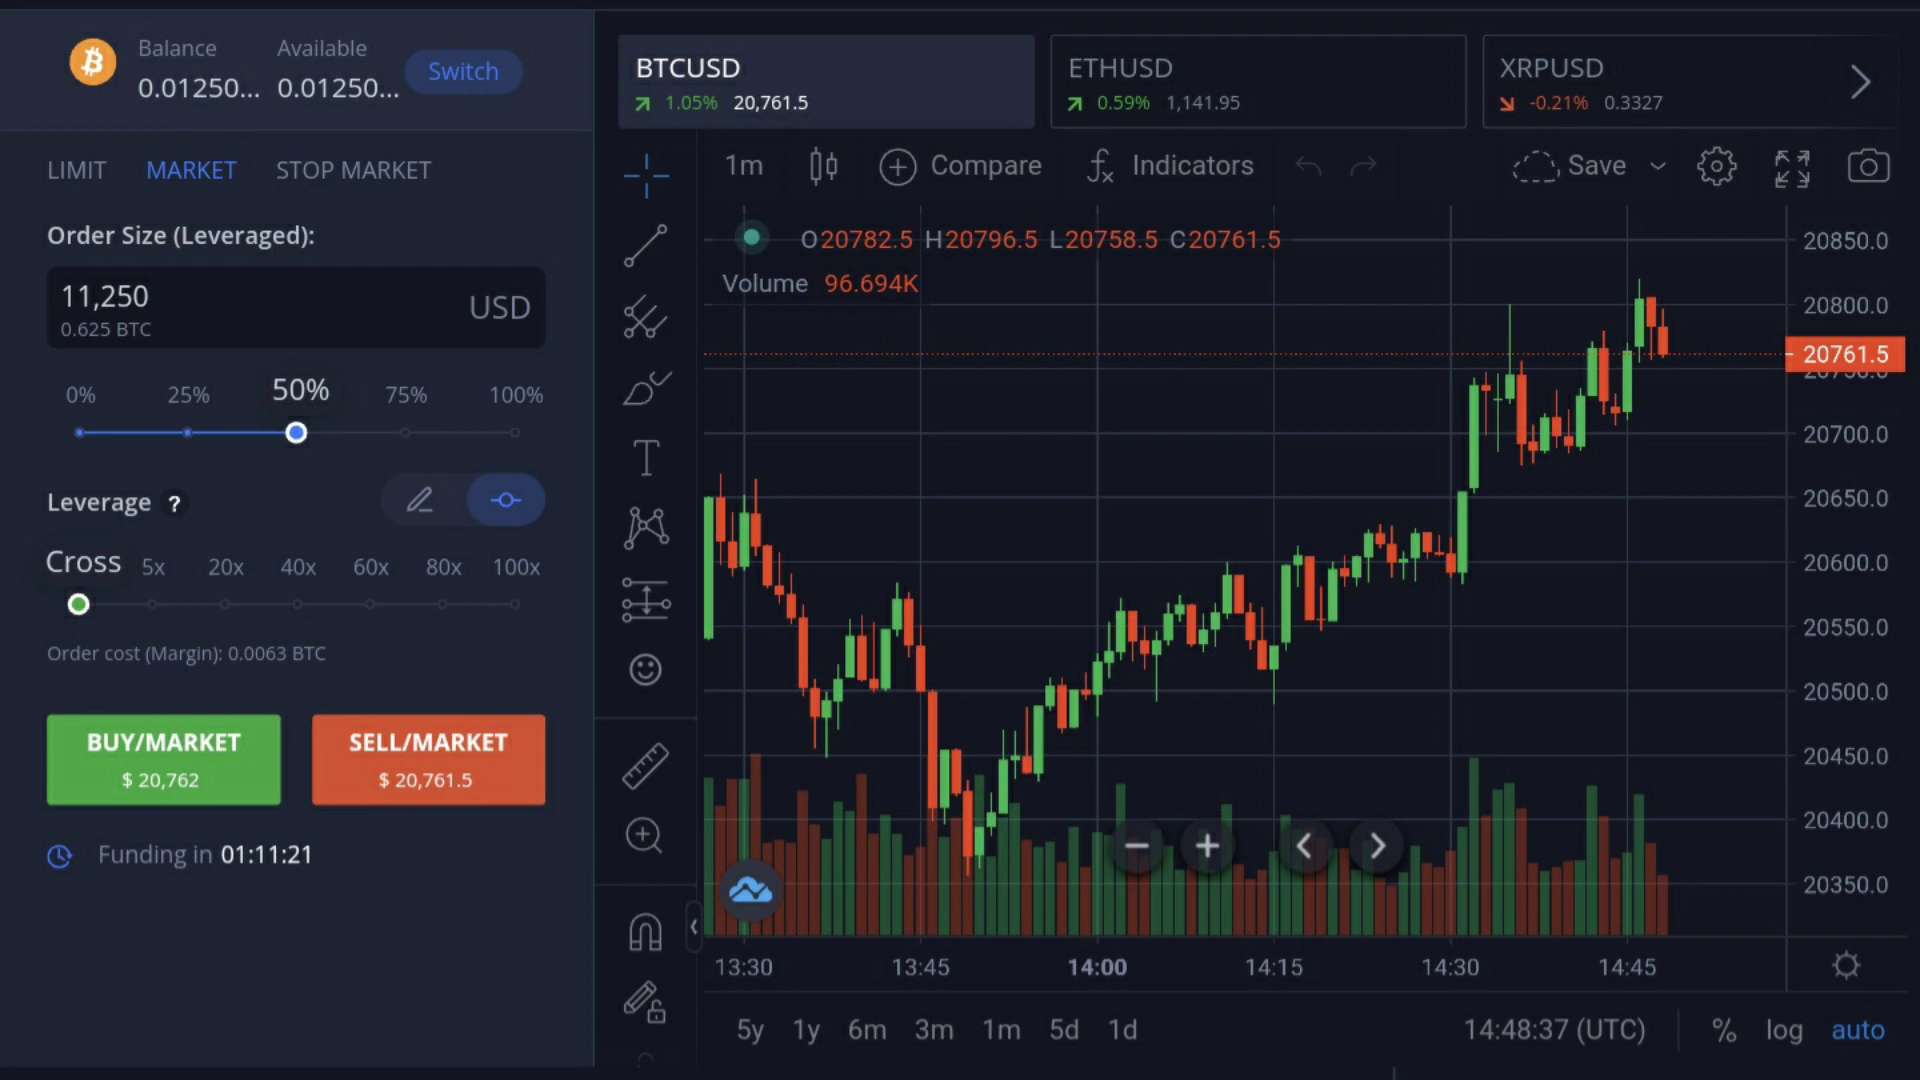 Balance Available
0.01250... 0.01250...
Switch
LIMIT MARKET STOP MARKET
Order Size (Leveraged):
11,250
0.625 BTC
USD
0% 25% 50% 75% 100%
Leverage ?
Cross 5x 20x 40x 60x 80x 100x
Order cost (Margin): 0.0063 BTC
BUY/MARKET
$ 20,762
SELL/MARKET
$ 20,761.5
Funding in 01:11:21
BTCUSD
1.05% 20,761.5
ETHUSD
0.59% 1,141.95
XRPUSD
-0.21% 0.3327
1m Compare Indicators Save
O20782.5 H20796.5 L20758.5 C20761.5
Volume 96.694K
20850.0
20800.0
20761.5
20700.0
20650.0
20600.0
20550.0
20500.0
20450.0
20400.0
20350.0
13:30 13:45 14:00 14:15 14:30 14:45
5y 1y 6m 3m 1m 5d 1d 14:48:37 (UTC) % log auto